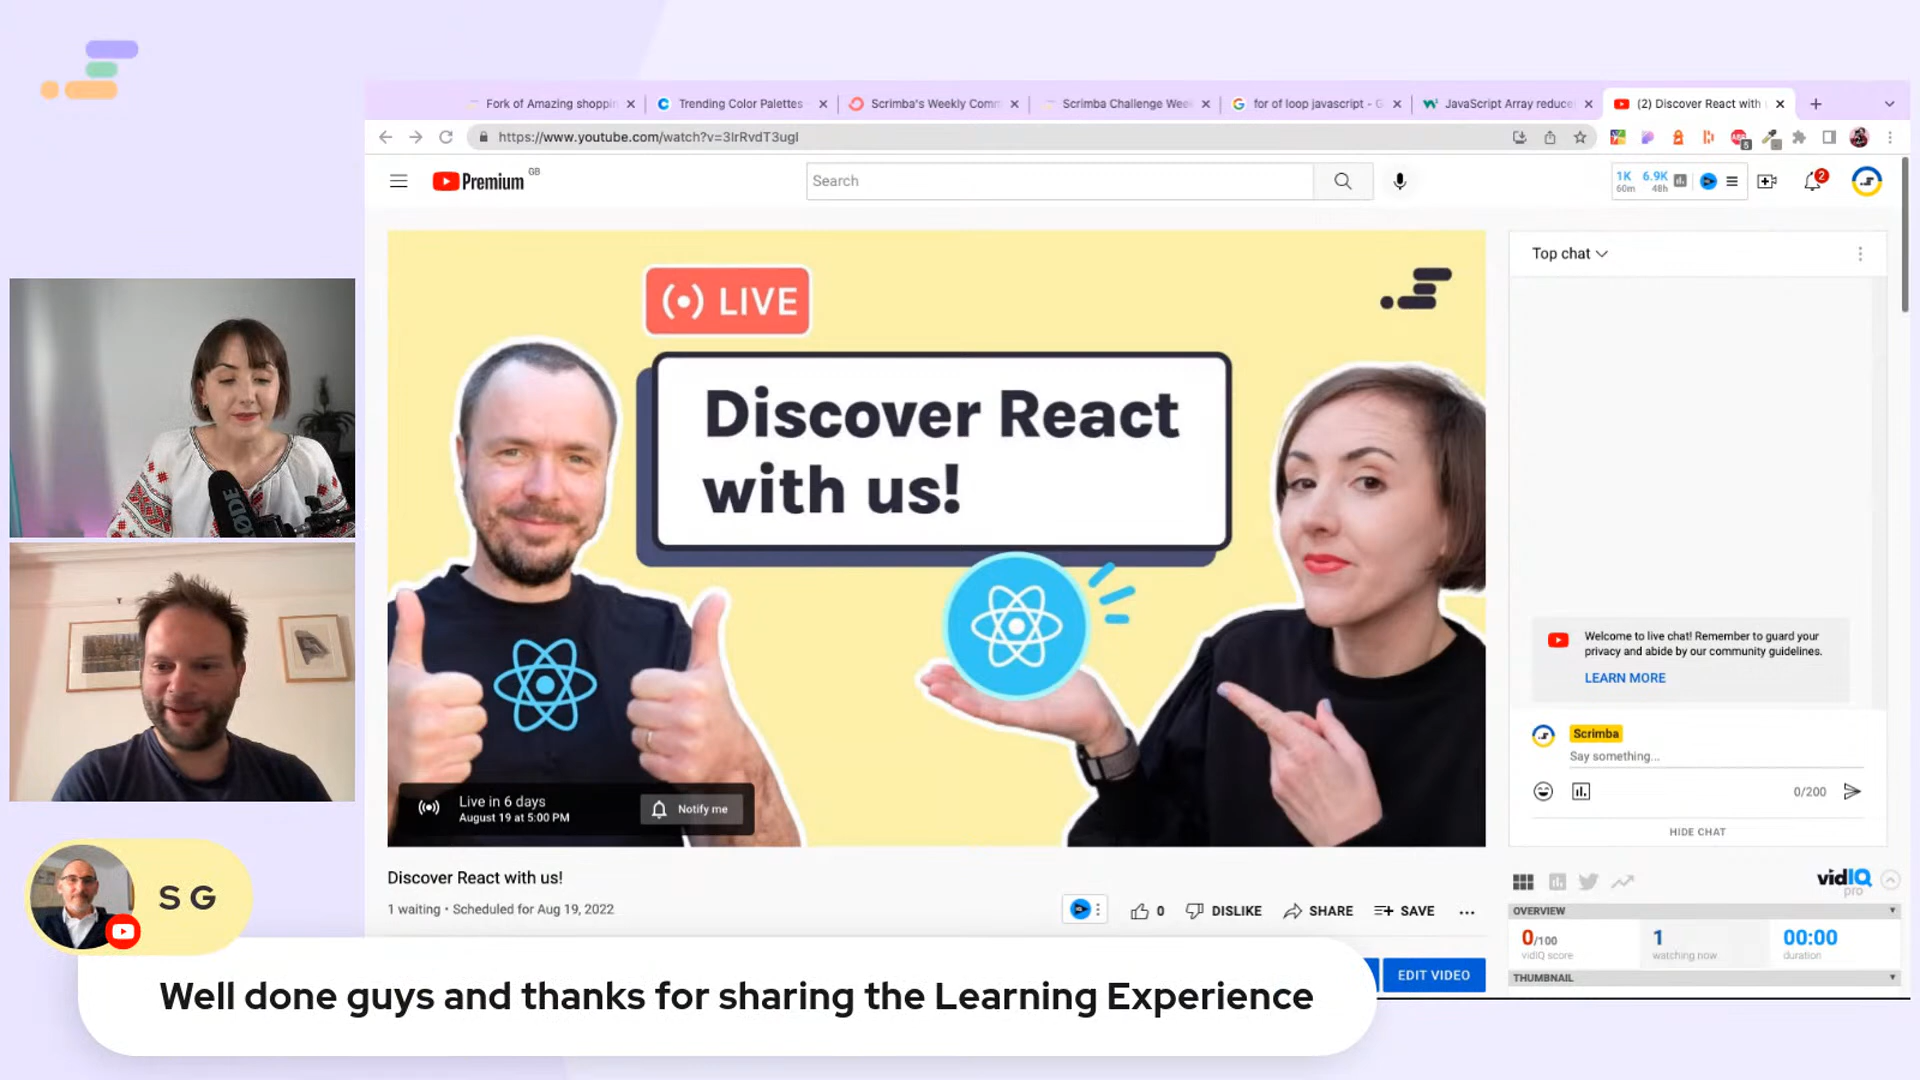 Fork of Amazing shoppin
Trending Color Palettes
Scrimba's Weekly Com
Scrimba Challenge Wee
for of loop javascript - G
JavaScript Array reduce
(2) Discover React with
https://www.youtube.com/watch?v=3IrRvdT3ugI
Premium GB
Search
1K 6.9K
60m 48h
2
LIVE
Discover React
with us!
Live in 6 days
August 19 at 5:00 PM
Notify me
Top chat
Welcome to live chat! Remember to guard your
privacy and abide by our community guidelines.
LEARN MORE
Scrimba
Say something...
0/200
HIDE CHAT
Discover React with us!
1 waiting • Scheduled for Aug 19, 2022
0 DISLIKE SHARE SAVE
EDIT VIDEO
vidIQ
pro
OVERVIEW
0/100 1 00:00
vidIQ score watching now duration
THUMBNAIL
RØDE
S G
Well done guys and thanks for sharing the Learning Experience